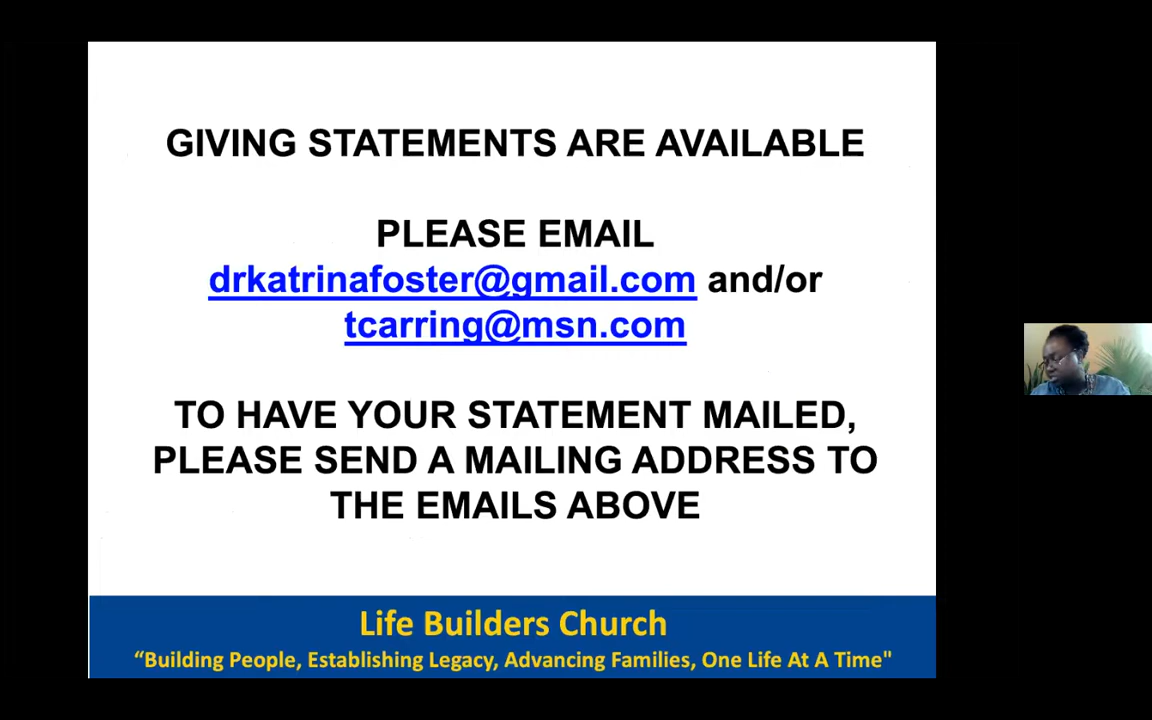 GIVING STATEMENTS ARE AVAILABLE
PLEASE EMAIL
drkatrinafoster@gmail.com and/or
tcarring@msn.com
TO HAVE YOUR STATEMENT MAILED,
PLEASE SEND A MAILING ADDRESS TO
THE EMAILS ABOVE
Life Builders Church
“Building People, Establishing Legacy, Advancing Families, One Life At A Time"